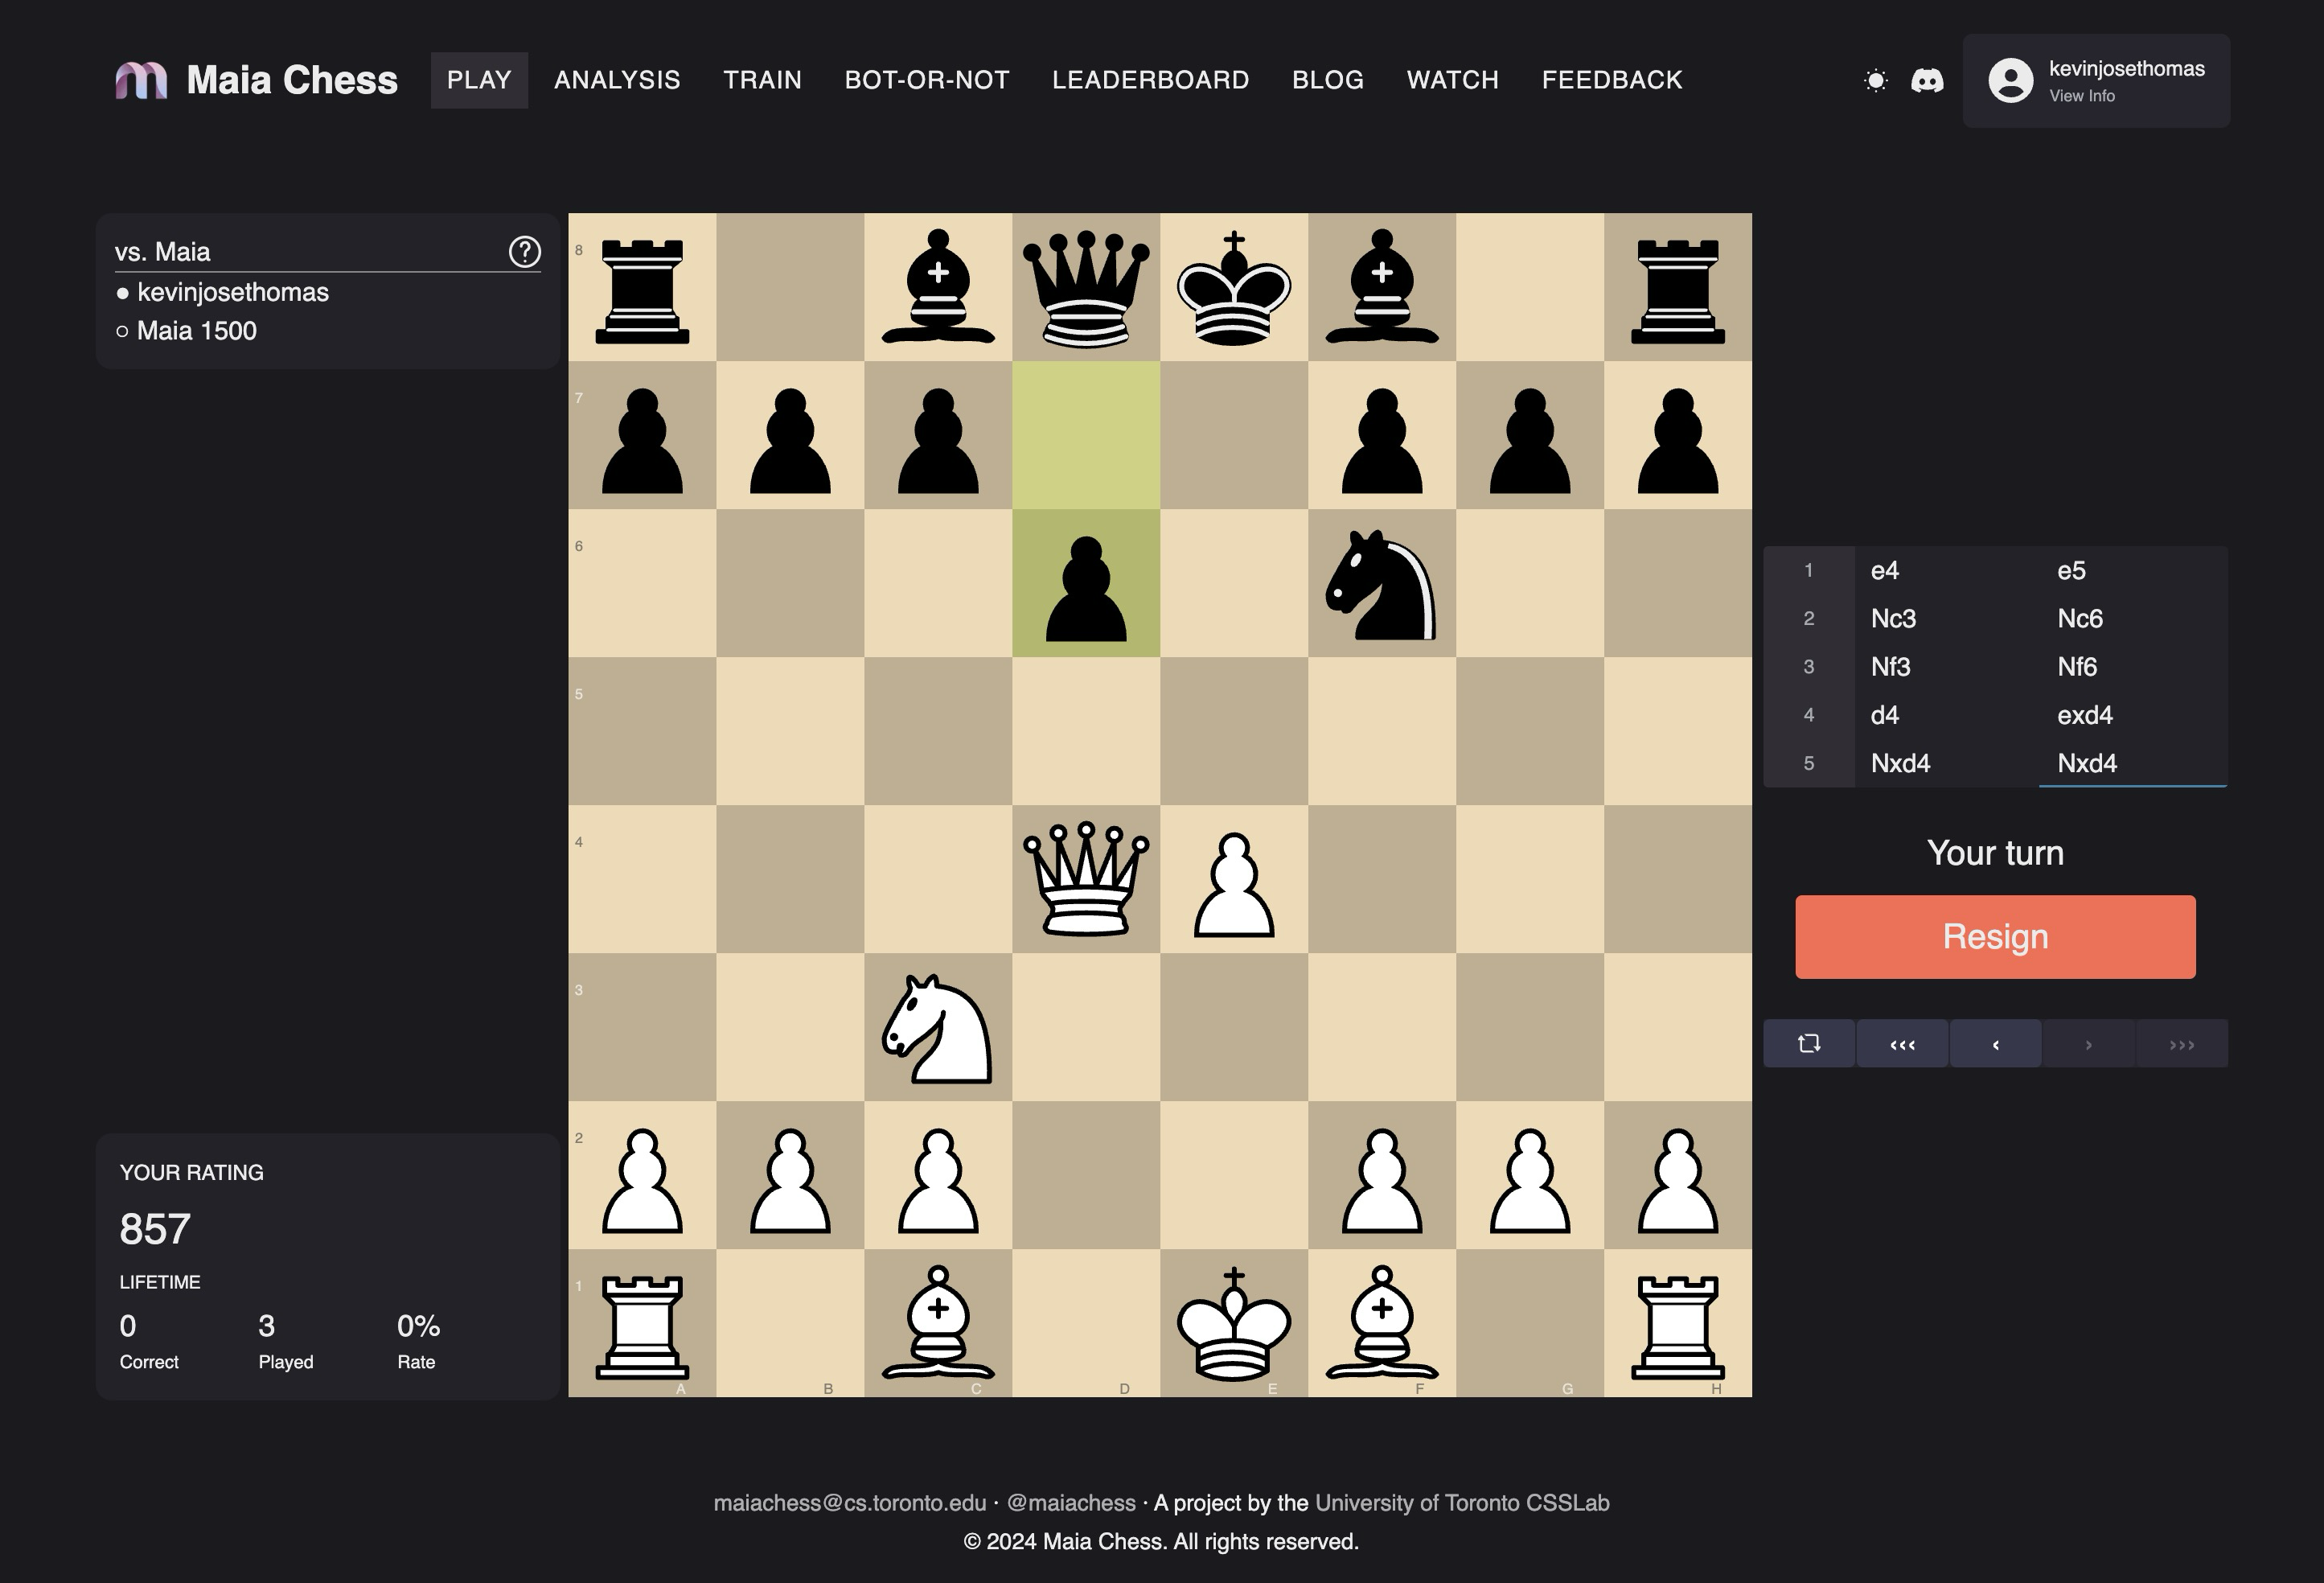 Maia Chess PLAY ANALYSIS TRAIN BOT-OR-NOT LEADERBOARD BLOG WATCH FEEDBACK
kevinjosethomas
View Info
vs. Maia
● kevinjosethomas
○ Maia 1500
YOUR RATING
857
LIFETIME
0 3 0%
Correct Played Rate
8
7
6
5
4
3
2
1
A B C D E F G H
1 e4 e5
2 Nc3 Nc6
3 Nf3 Nf6
4 d4 exd4
5 Nxd4 Nxd4
Your turn
Resign
‹‹‹ ‹ › ›››
maiachess@cs.toronto.edu · @maiachess · A project by the University of Toronto CSSLab
© 2024 Maia Chess. All rights reserved.